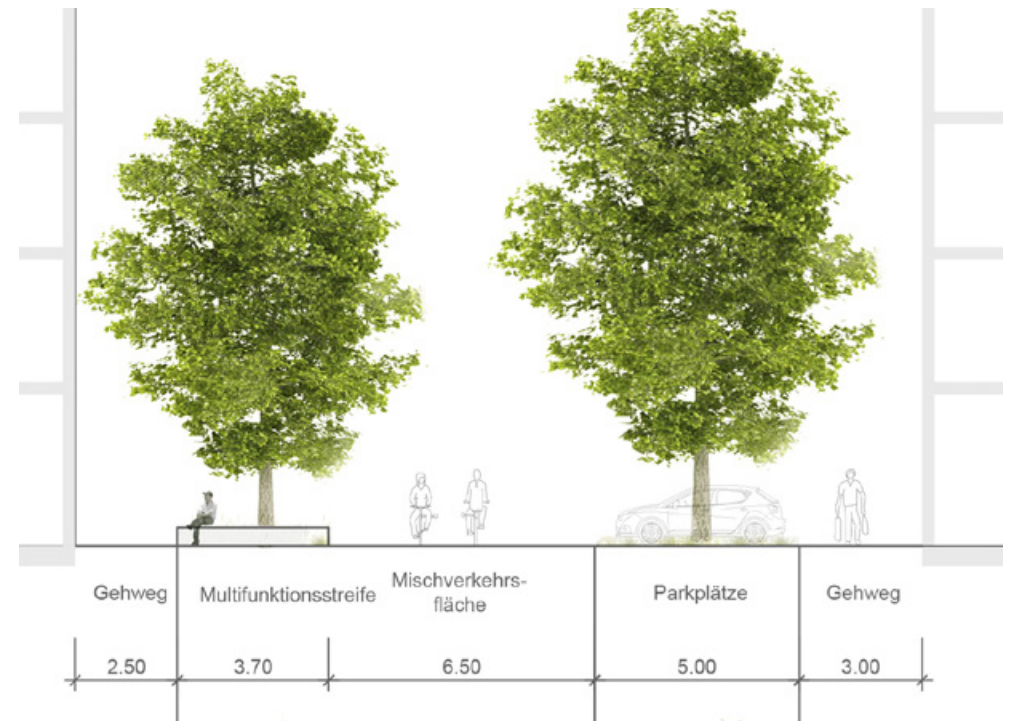 Gehweg
Multifunktionsstreife
Mischverkehrs-
fläche
Parkplätze
Gehweg
2.50
3.70
6.50
5.00
3.00